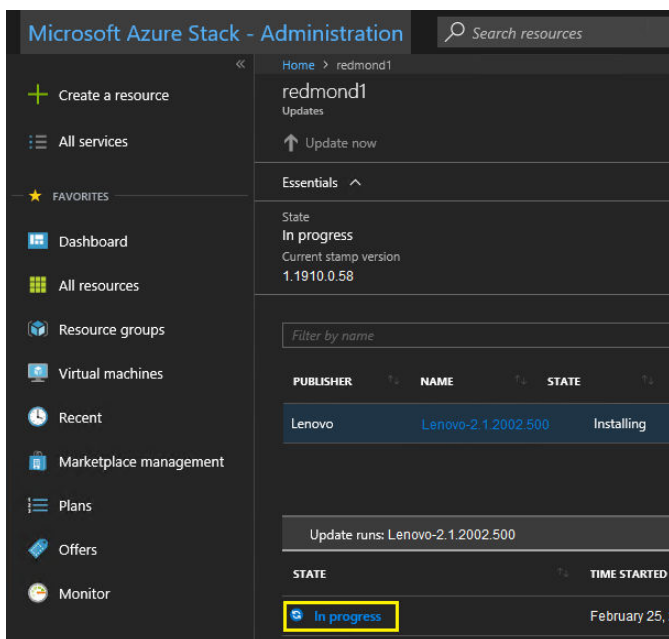 Microsoft Azure Stack - Administration
Search resources
«
Home > redmond1
Create a resource
All services
FAVORITES
Dashboard
All resources
Resource groups
Virtual machines
Recent
Marketplace management
Plans
Offers
Monitor
redmond1
Updates
Update now
Essentials
State
In progress
Current stamp version
1.1910.0.58
Filter by name
PUBLISHER NAME STATE
Lenovo Lenovo-2.1.2002.500 Installing
Update runs: Lenovo-2.1.2002.500
STATE TIME STARTED
In progress February 25,